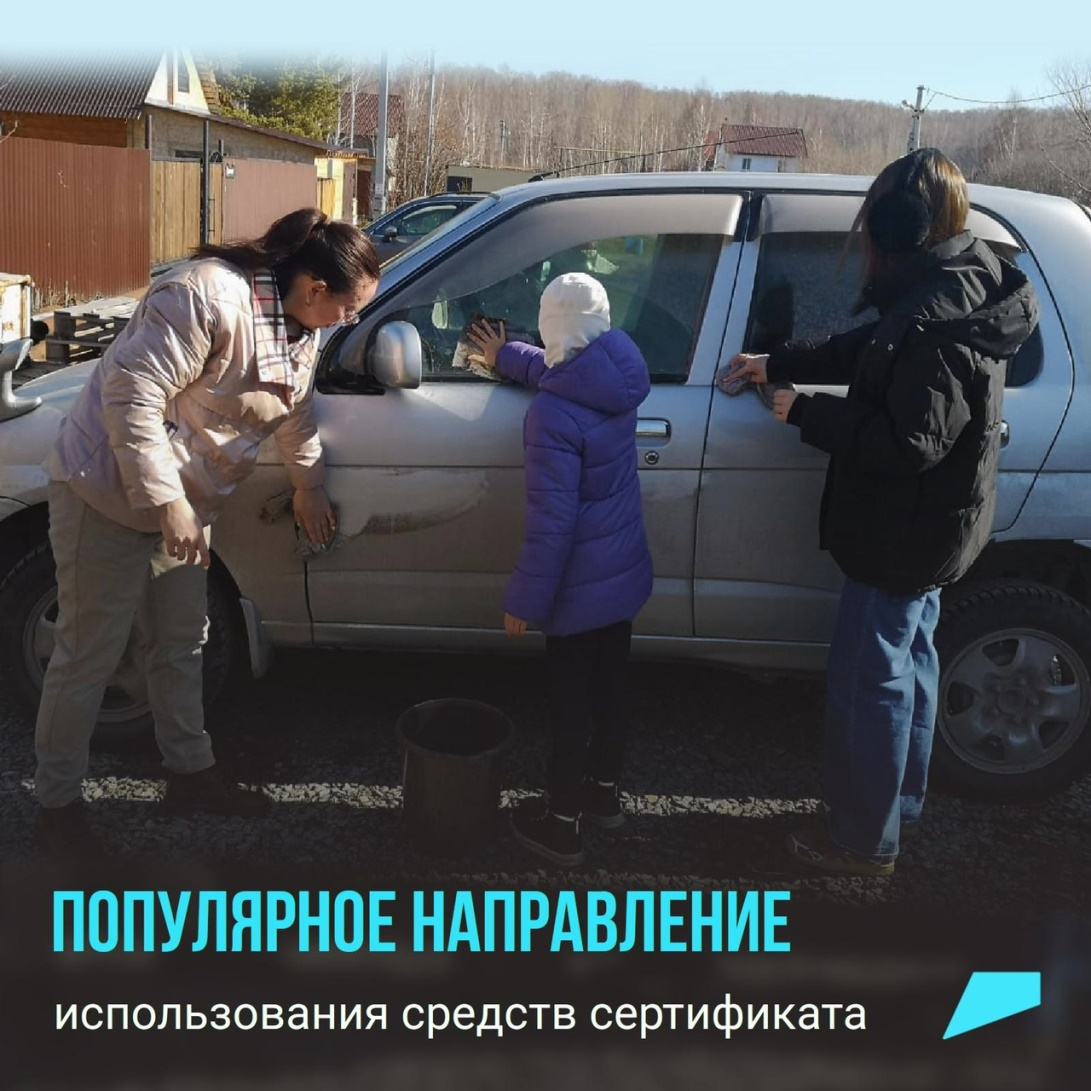 ПОПУЛЯРНОЕ НАПРАВЛЕНИЕ
использования средств сертификата